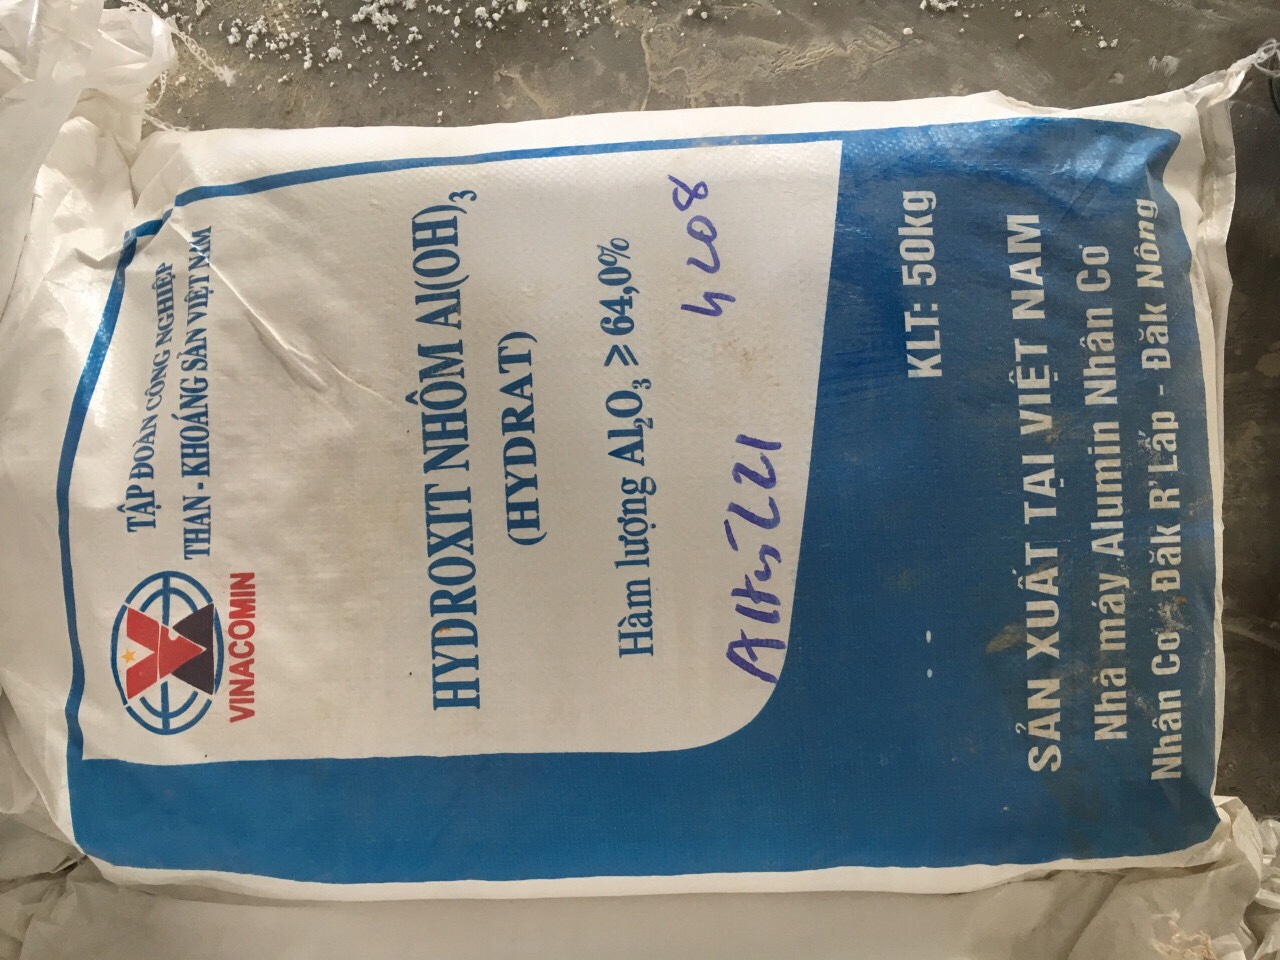 TẬP ĐOÀN CÔNG NGHIỆP
THAN - KHOÁNG SẢN VIỆT NAM
VINACOMIN
HYDROXIT NHÔM Al(OH)₃
(HYDRAT)
Hàm lượng Al₂O₃ ≥ 64,0%
4208
KLT: 50kg
SẢN XUẤT TẠI VIỆT NAM
Nhà máy Alumin Nhân Cơ
Nhân Cơ, Đăk R'Lấp - Đăk Nông